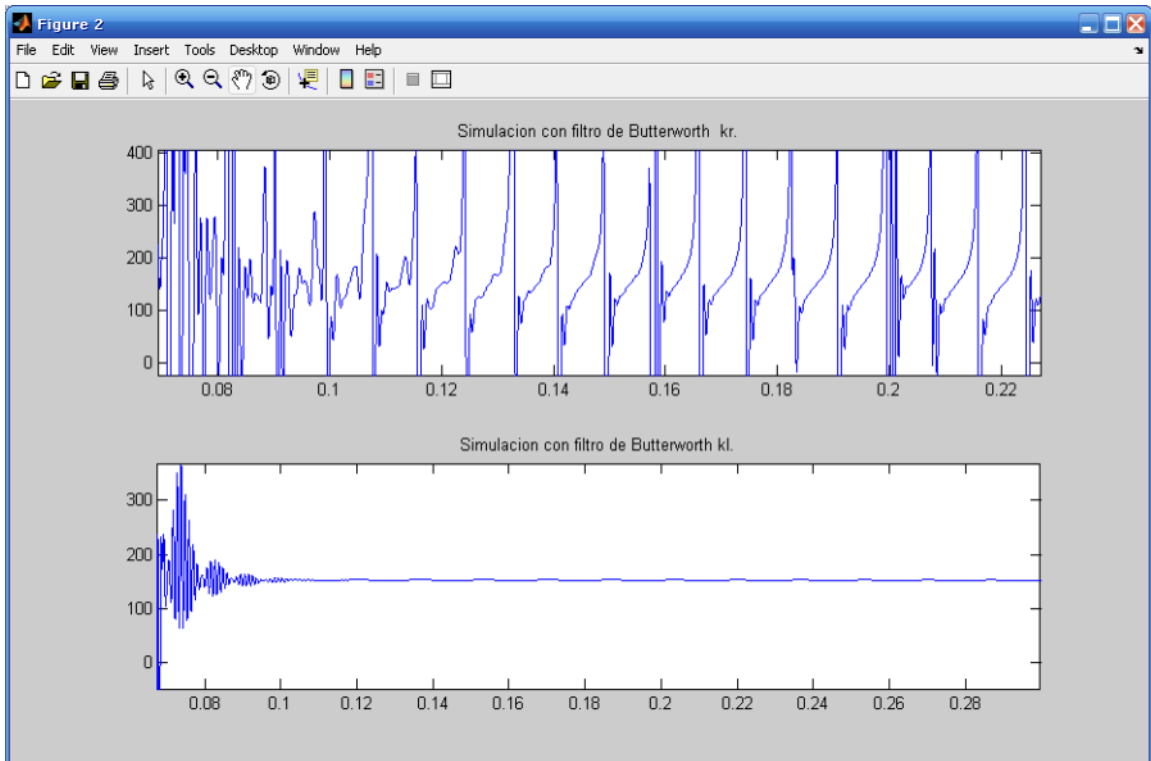 Figure 2
File Edit View Insert Tools Desktop Window Help
Simulacion con filtro de Butterworth kr.
400
300
200
100
0
0.08 0.1 0.12 0.14 0.16 0.18 0.2 0.22
Simulacion con filtro de Butterworth kl.
300
200
100
0
0.08 0.1 0.12 0.14 0.16 0.18 0.2 0.22 0.24 0.26 0.28